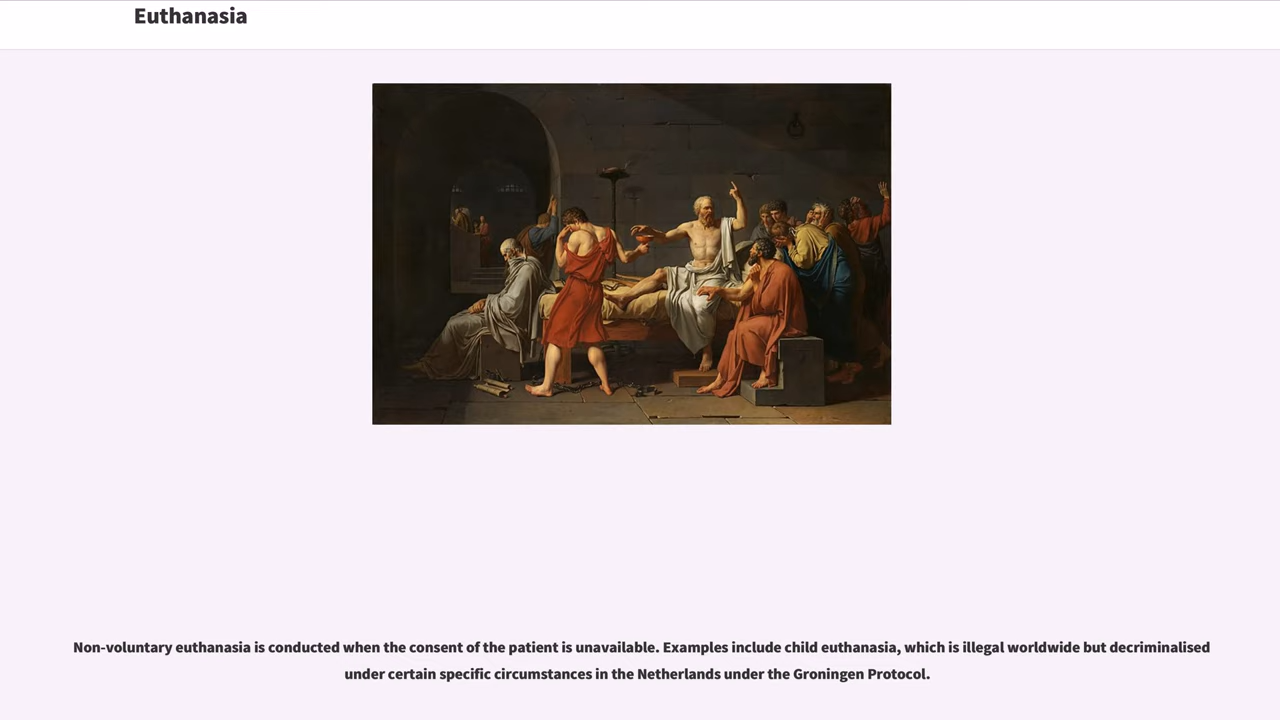 Euthanasia
Non-voluntary euthanasia is conducted when the consent of the patient is unavailable. Examples include child euthanasia, which is illegal worldwide but decriminalised
under certain specific circumstances in the Netherlands under the Groningen Protocol.